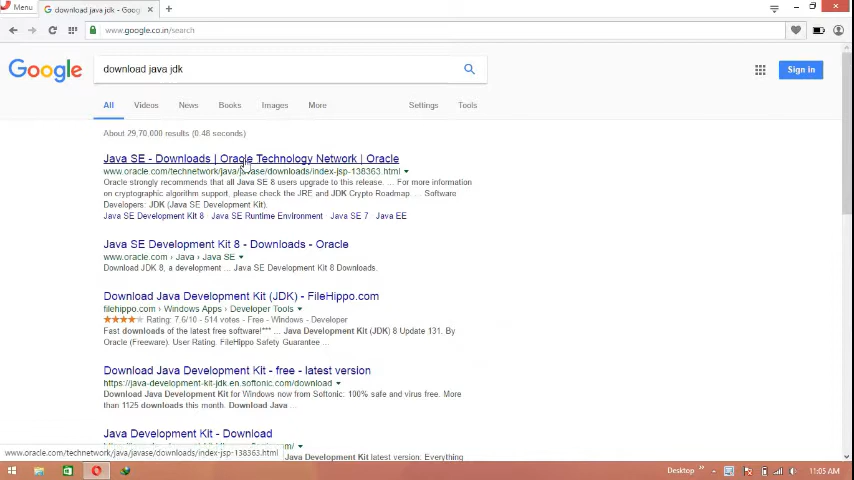 Menu
download java jdk - Goog
www.google.co.in/search
Google
download java jdk
Sign in
All Videos News Books Images More Settings Tools
About 29,70,000 results (0.48 seconds)
Java SE - Downloads | Oracle Technology Network | Oracle
www.oracle.com/technetwork/java/javase/downloads/index-jsp-138363.html
Oracle strongly recommends that all Java SE 8 users upgrade to this release. ... For more information
on cryptographic algorithm support, please check the JRE and JDK Crypto Roadmap. ... Software
Developers: JDK (Java SE Development Kit).
Java SE Development Kit 8 · Java SE Runtime Environment · Java SE 7 · Java EE
Java SE Development Kit 8 - Downloads - Oracle
www.oracle.com › Java › Java SE
Download JDK 8, a development ... Java SE Development Kit 8 Downloads.
Download Java Development Kit (JDK) - FileHippo.com
filehippo.com › Windows Apps › Developer Tools
Rating: 7.6/10 - 514 votes - Free - Windows - Developer
Fast downloads of the latest free software!*** ... Java Development Kit (JDK) 8 Update 131. By
Oracle (Freeware). User Rating. FileHippo Safety Guarantee ...
Download Java Development Kit - free - latest version
https://java-development-kit-jdk.en.softonic.com/download
Download Java Development Kit for Windows now from Softonic: 100% safe and virus free. More
than 1125 downloads this month. Download Java ...
Java Development Kit - Download
Java Development Kit latest version: Everything
www.oracle.com/technetwork/java/javase/downloads/index-jsp-138363.html
Desktop
11:05 AM